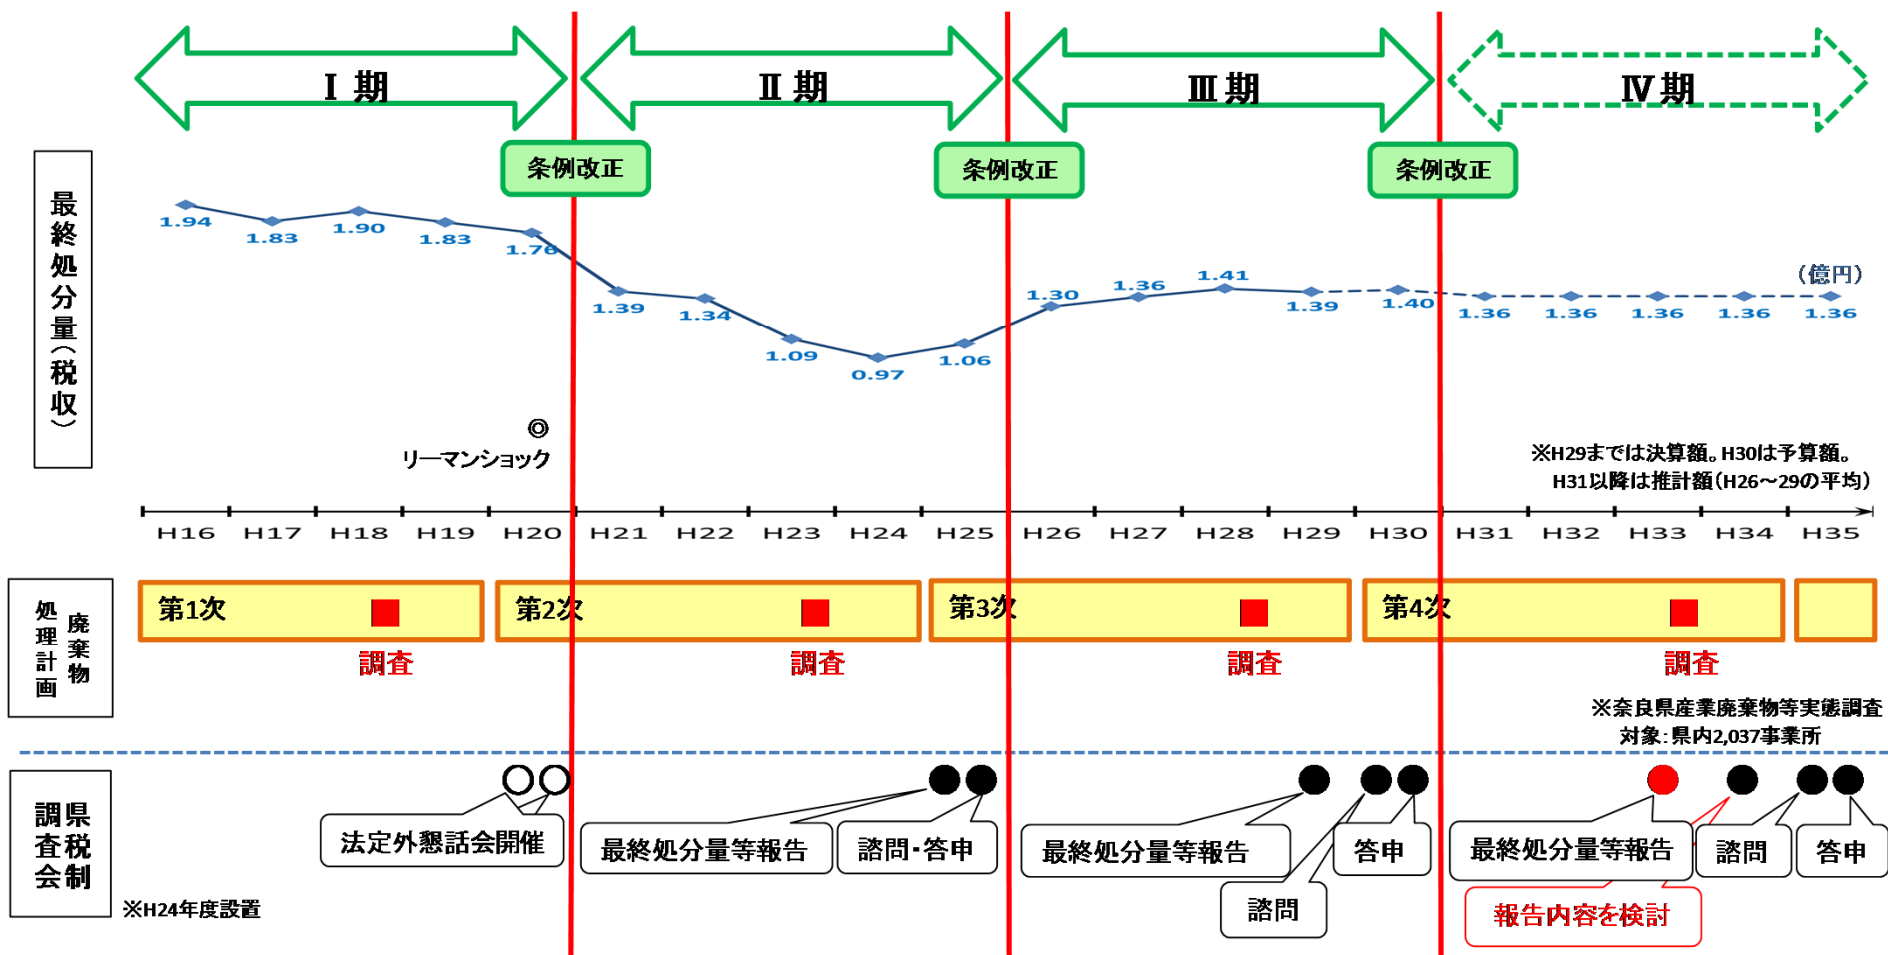 Ⅰ 期
Ⅱ 期
Ⅲ 期
Ⅳ 期
条例改正
条例改正
条例改正
最終処分量(税収)
1.94
1.83
1.90
1.83
1.76
1.39
1.34
1.09
0.97
1.06
1.30
1.36
1.41
1.39
1.40
1.36
1.36
1.36
1.36
1.36
(億円)
◎
リーマンショック
※H29までは決算額。H30は予算額。
H31以降は推計額(H26~29の平均)
H16
H17
H18
H19
H20
H21
H22
H23
H24
H25
H26
H27
H28
H29
H30
H31
H32
H33
H34
H35
廃棄物
処理計画
第1次
第2次
第3次
第4次
調査
調査
調査
調査
※奈良県産業廃棄物等実態調査
対象:県内2,037事業所
県税制
調査会
※H24年度設置
法定外懇話会開催
最終処分量等報告
諮問・答申
最終処分量等報告
諮問
答申
最終処分量等報告
報告内容を検討
諮問
答申